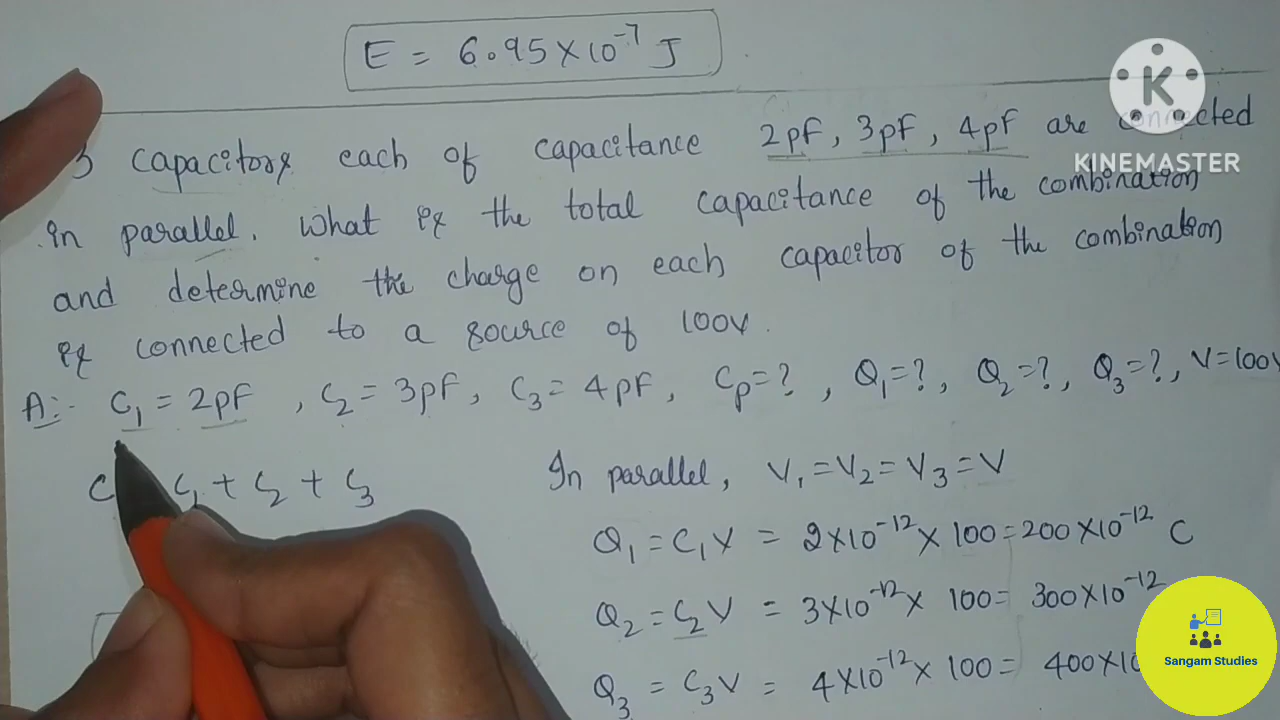 E = 6.95×10⁻⁷ J
KINEMASTER
3 capacitors each of capacitance 2pF, 3pF, 4pF are connected
in parallel. What is the total capacitance of the combination
and determine the charge on each capacitor of the combination
is connected to a source of 100V.
A:- C₁ = 2pF, C₂ = 3pF, C₃ = 4pF, Cp = ?, Q₁ = ?, Q₂ = ?, Q₃ = ?, V = 100V
C₁ + C₂ + C₃
In parallel, V₁ = V₂ = V₃ = V
Q₁ = C₁V = 2×10⁻¹² × 100 = 200×10⁻¹² C
Q₂ = C₂V = 3×10⁻¹² × 100 = 300×10⁻¹²
Q₃ = C₃V = 4×10⁻¹² × 100 = 400×10
Sangam Studies